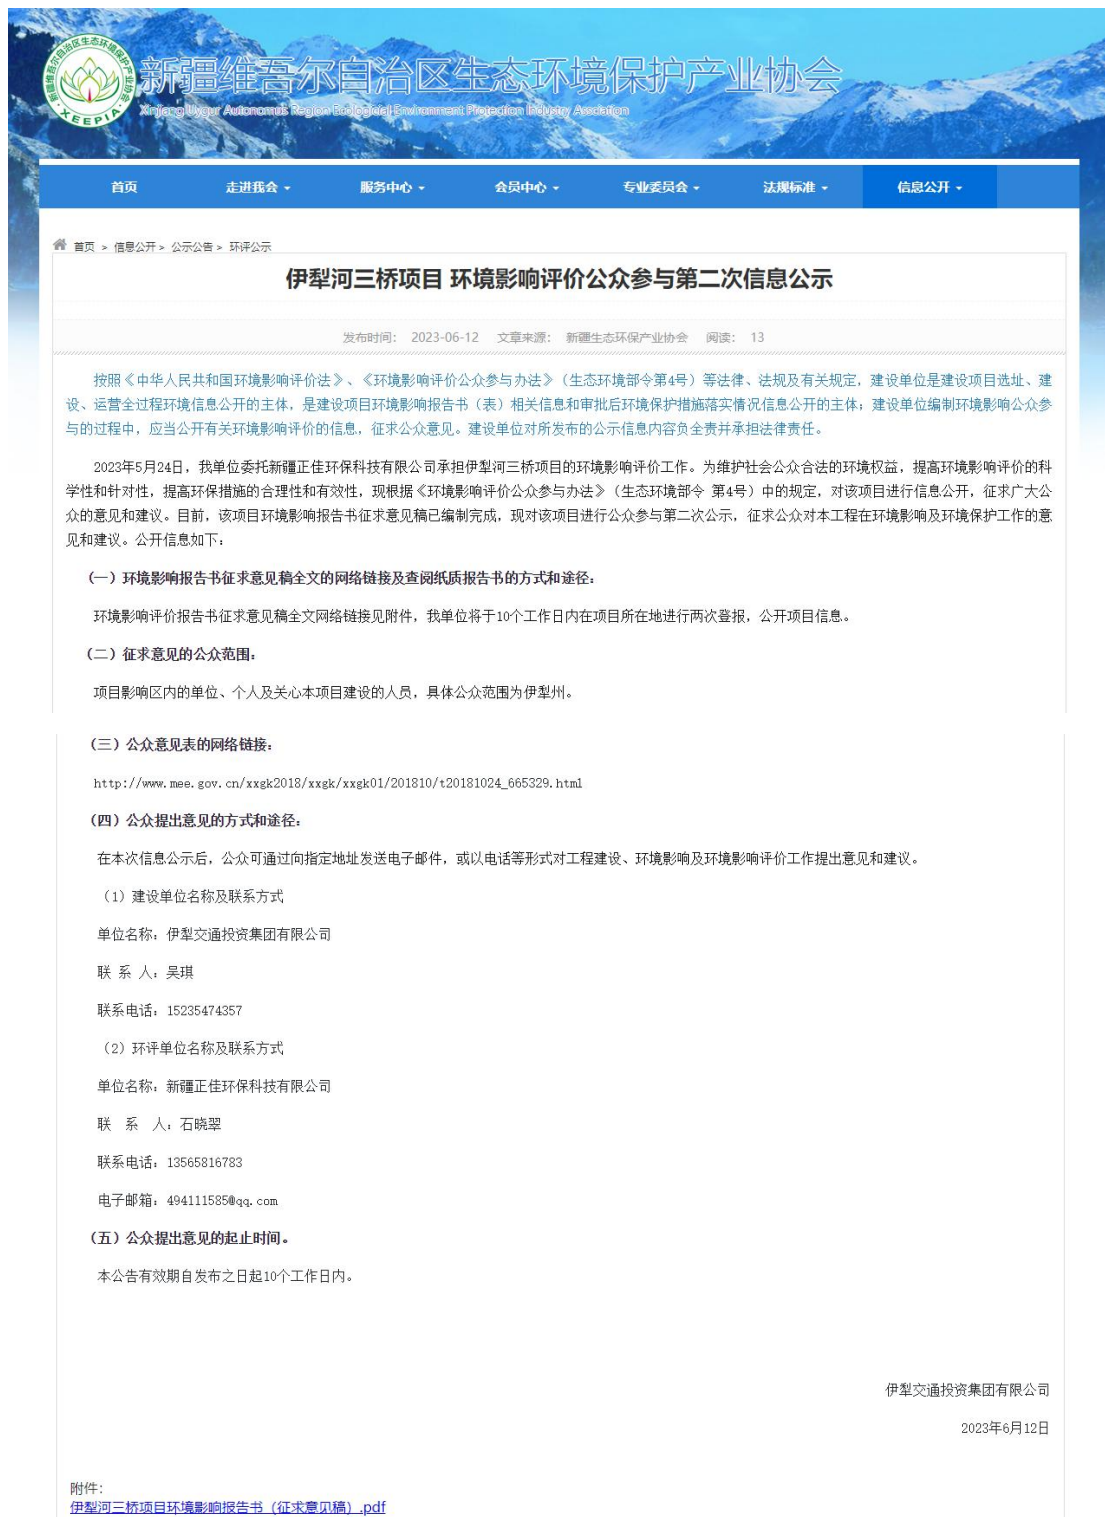 新疆维吾尔自治区生态环境保护产业协会
Xinjiang Uygur Autonomous Region Ecological Environment Protection Industry Assciation
XEEPIA
首页 走进我会 服务中心 会员中心 专业委员会 法规标准 信息公开
首页 > 信息公开 > 公示公告 > 环评公示
伊犁河三桥项目 环境影响评价公众参与第二次信息公示
发布时间: 2023-06-12 文章来源: 新疆生态环保产业协会 阅读: 13
按照《中华人民共和国环境影响评价法》、《环境影响评价公众参与办法》(生态环境部令第4号)等法律、法规及有关规定,建设单位是建设项目选址、建
设、运营全过程环境信息公开的主体,是建设项目环境影响报告书(表)相关信息和审批后环境保护措施落实情况信息公开的主体;建设单位编制环境影响公众参
与的过程中,应当公开有关环境影响评价的信息,征求公众意见。建设单位对所发布的公示信息内容负全责并承担法律责任。
2023年5月24日,我单位委托新疆正佳环保科技有限公司承担伊犁河三桥项目的环境影响评价工作。为维护社会公众合法的环境权益,提高环境影响评价的科
学性和针对性,提高环保措施的合理性和有效性,现根据《环境影响评价公众参与办法》(生态环境部令 第4号)中的规定,对该项目进行信息公开,征求广大公
众的意见和建议。目前,该项目环境影响报告书征求意见稿已编制完成,现对该项目进行公众参与第二次公示,征求公众对本工程在环境影响及环境保护工作的意
见和建议。公开信息如下:
(一)环境影响报告书征求意见稿全文的网络链接及查阅纸质报告书的方式和途径:
环境影响评价报告书征求意见稿全文网络链接见附件,我单位将于10个工作日内在项目所在地进行两次登报,公开项目信息。
(二)征求意见的公众范围:
项目影响区内的单位、个人及关心本项目建设的人员,具体公众范围为伊犁州。
(三)公众意见表的网络链接:
http://www.mee.gov.cn/xxgk2018/xxgk/xxgk01/201810/t20181024_665329.html
(四)公众提出意见的方式和途径:
在本次信息公示后,公众可通过向指定地址发送电子邮件,或以电话等形式对工程建设、环境影响及环境影响评价工作提出意见和建议。
(1)建设单位名称及联系方式
单位名称:伊犁交通投资集团有限公司
联 系 人:吴琪
联系电话:15235474357
(2)环评单位名称及联系方式
单位名称:新疆正佳环保科技有限公司
联 系 人:石晓翠
联系电话:13565816783
电子邮箱:494111585@qq.com
(五)公众提出意见的起止时间。
本公告有效期自发布之日起10个工作日内。
伊犁交通投资集团有限公司
2023年6月12日
附件:
伊犁河三桥项目环境影响报告书(征求意见稿).pdf